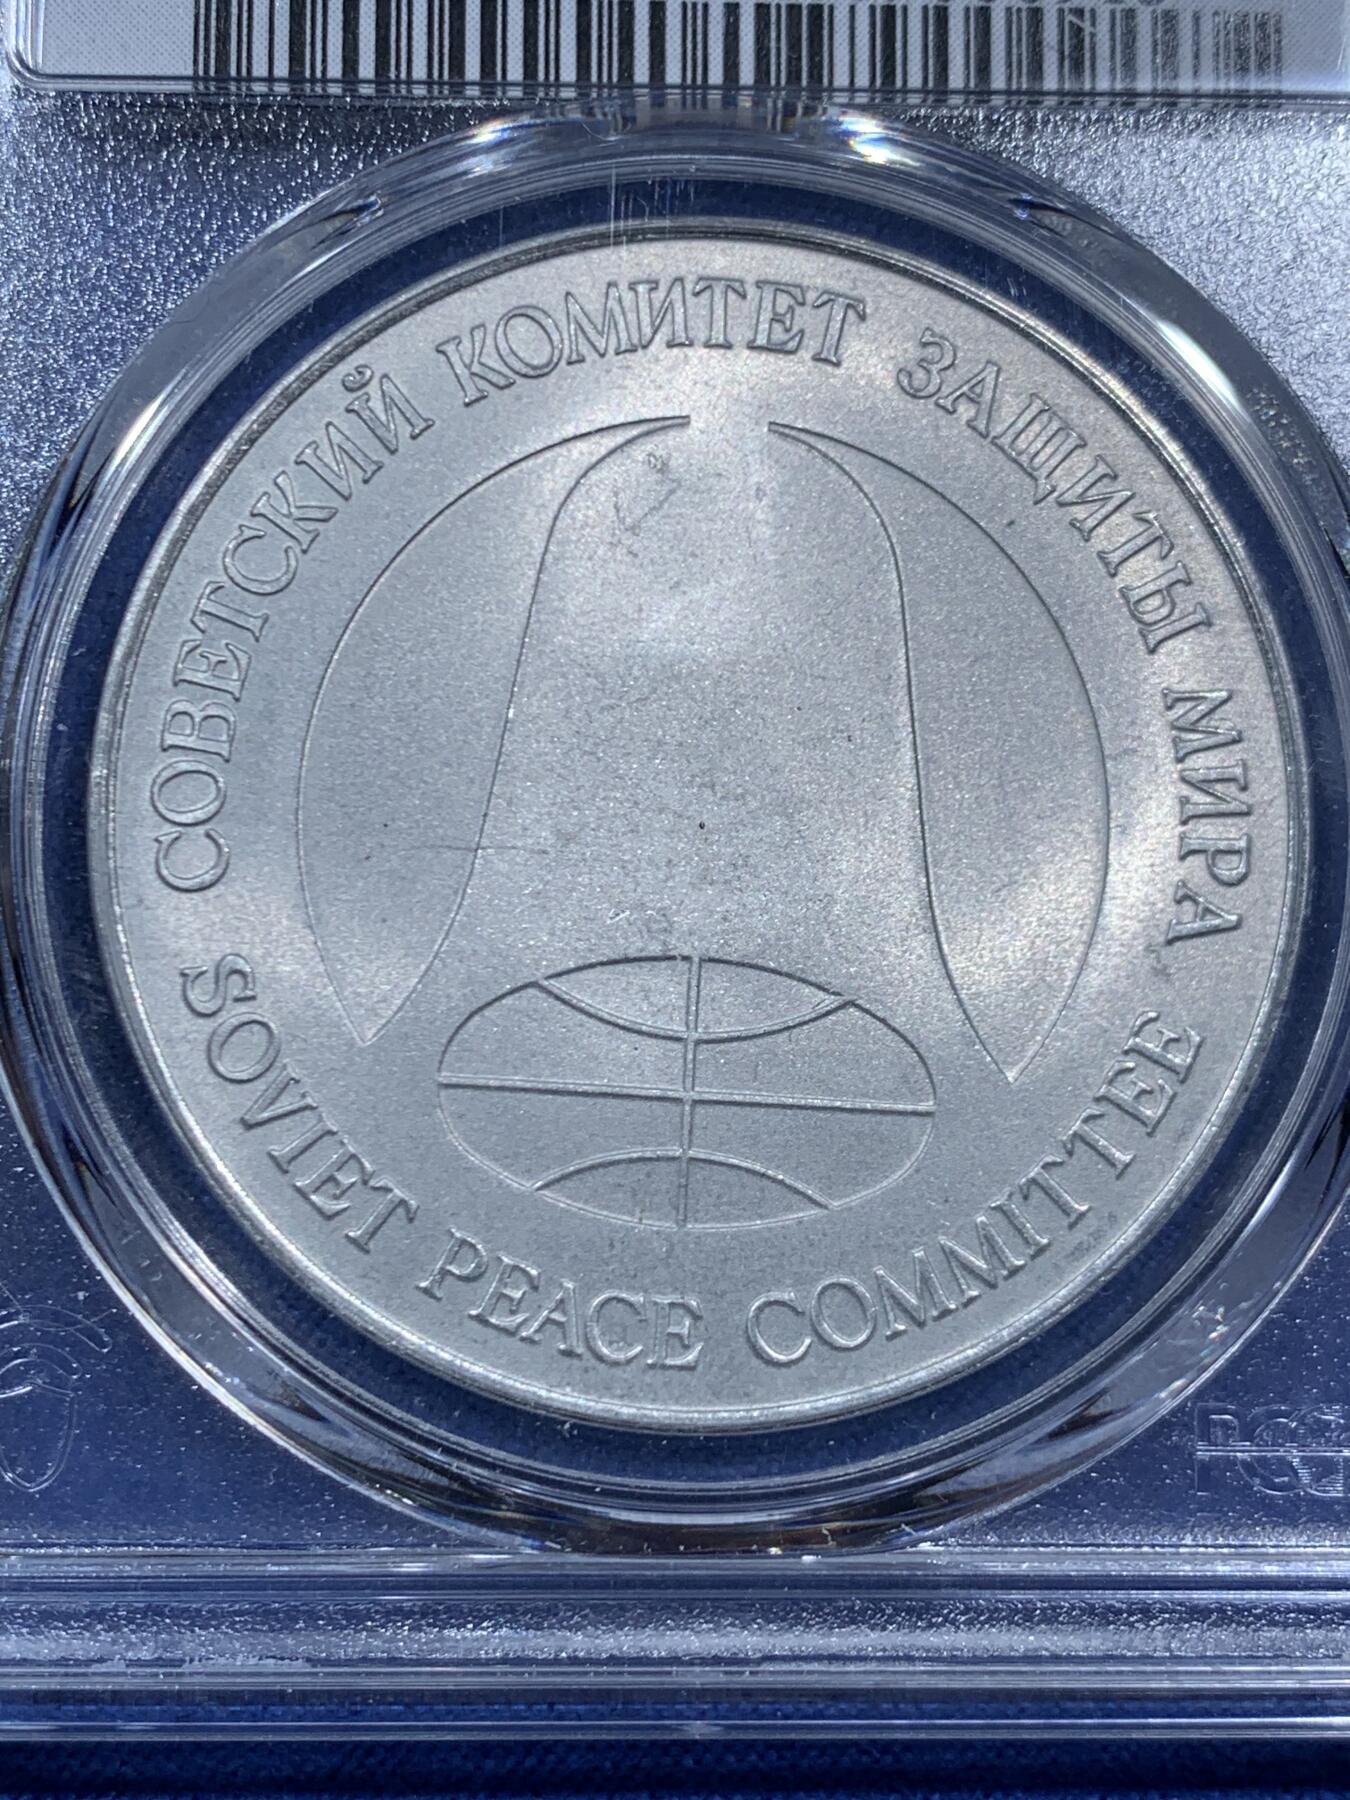 СОВЕТСКИЙ КОМИТЕТ ЗАЩИТЫ МИРА
SOVIET PEACE COMMITTEE